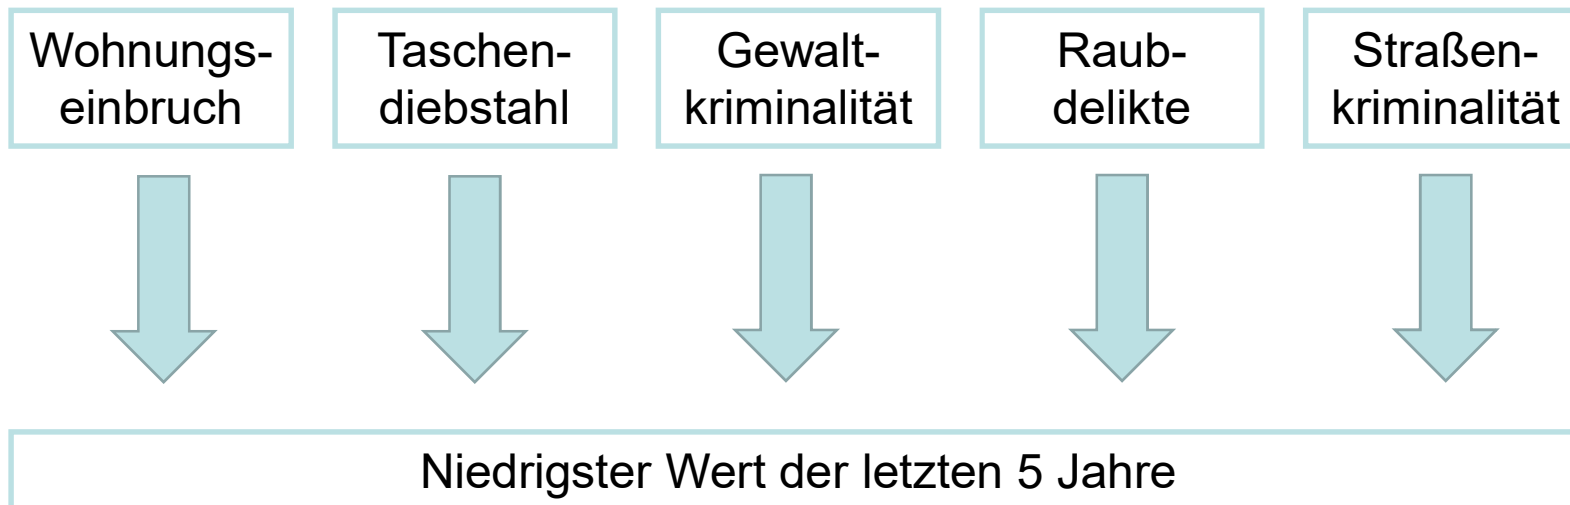 Wohnungs-
einbruch
Taschen-
diebstahl
Gewalt-
kriminalität
Raub-
delikte
Straßen-
kriminalität
Niedrigster Wert der letzten 5 Jahre